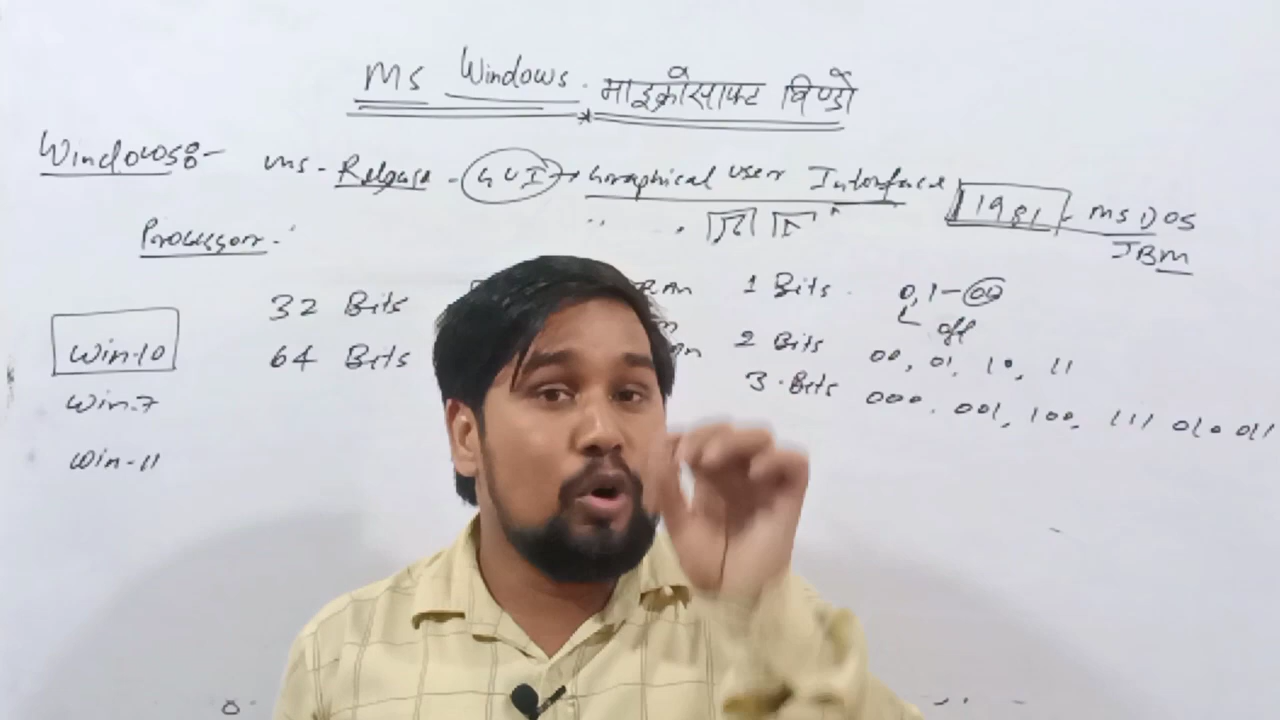 MS Windows. माइक्रोसाफ्ट विण्डो
Windows:- ms - Release - GUI → Graphical User Interface 1981 - MS DOS
IBM
Processor.
32 Bits 1 Bits. 0, 1 -
off
Win-10 64 Bits 2 Bits 00, 01, 10, 11
Win-7 3 Bits 000, 001, 100, 111 010 011
Win-11